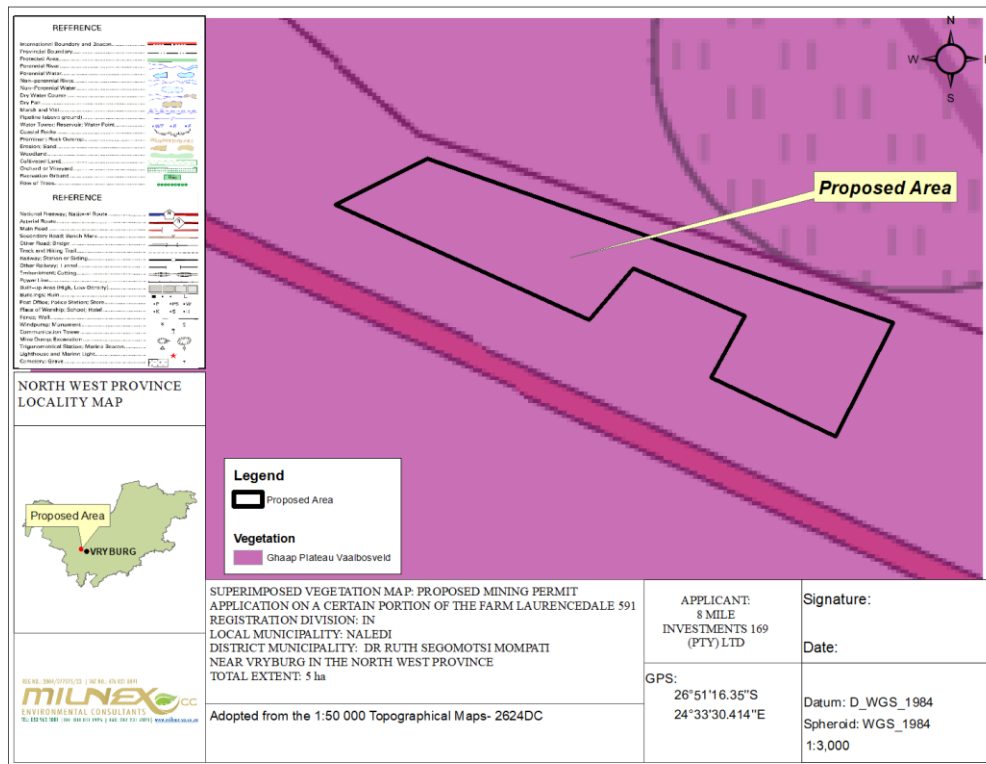 REFERENCE
International Boundary and Beacon
Provincial Boundary
Protected Area
Perennial River
Perennial Water
Non-perennial River
Non-Perennial Water
Dry Water Course
Dry Pan
Marsh and Vlei
Pipeline (above ground)
Water Tower; Reservoir; Water Point
Coastal Rocks
Prominent Rock Outcrop
Erosion; Sand
Woodland
Cultivated Land
Orchard or Vineyard
Recreation Ground
Row of Trees
REFERENCE
National Freeway; National Route
Arterial Route
Main Road
Secondary Road; Bench Mark
Other Road; Bridge
Track and Hiking Trail
Railway; Station or Siding
Other Railway; Tunnel
Embankment; Cutting
Power Line
Built-up Area (High, Low Density)
Buildings; Ruin
Post Office; Police Station; Store
Place of Worship; School; Hotel
Fence; Wall
Windpump; Monument
Communication Tower
Mine Dump; Excavation
Trigonometrical Station; Marine Beacon
Lighthouse and Marine Light
Cemetery; Grave
N
W
S
Proposed Area
NORTH WEST PROVINCE
LOCALITY MAP
Proposed Area
VRYBURG
Legend
Proposed Area
Vegetation
Ghaap Plateau Vaalbosveld
MILNEX CC
ENVIRONMENTAL CONSULTANTS
SUPERIMPOSED VEGETATION MAP: PROPOSED MINING PERMIT
APPLICATION ON A CERTAIN PORTION OF THE FARM LAURENCEDALE 591
REGISTRATION DIVISION: IN
LOCAL MUNICIPALITY: NALEDI
DISTRICT MUNICIPALITY: DR RUTH SEGOMOTSI MOMPATI
NEAR VRYBURG IN THE NORTH WEST PROVINCE
TOTAL EXTENT: 5 ha
Adopted from the 1:50 000 Topographical Maps- 2624DC
APPLICANT:
8 MILE
INVESTMENTS 169
(PTY) LTD
GPS:
26°51'16.35"S
24°33'30.414"E
Signature:
Date:
Datum: D_WGS_1984
Spheroid: WGS_1984
1:3,000